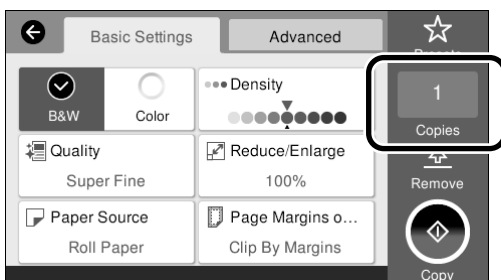 Basic Settings
Advanced
Presets
B&W
Color
Density
1
Copies
Quality
Super Fine
Reduce/Enlarge
100%
Remove
Paper Source
Roll Paper
Page Margins o...
Clip By Margins
Copy